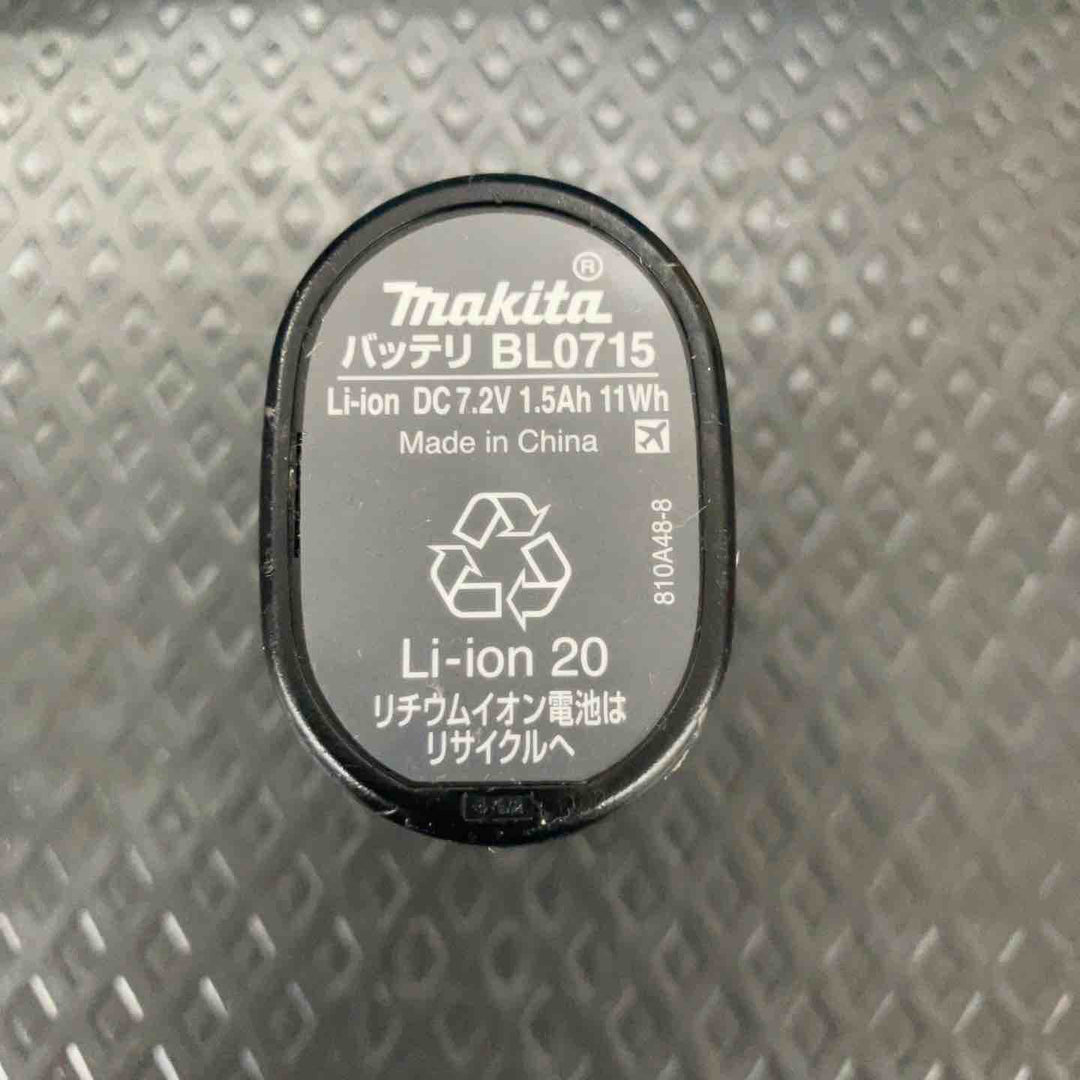 makita®
バッテリ BL0715
Li-ion DC 7.2V 1.5Ah 11Wh
Made in China
810A48-8
Li-ion 20
リチウムイオン電池は
リサイクルへ